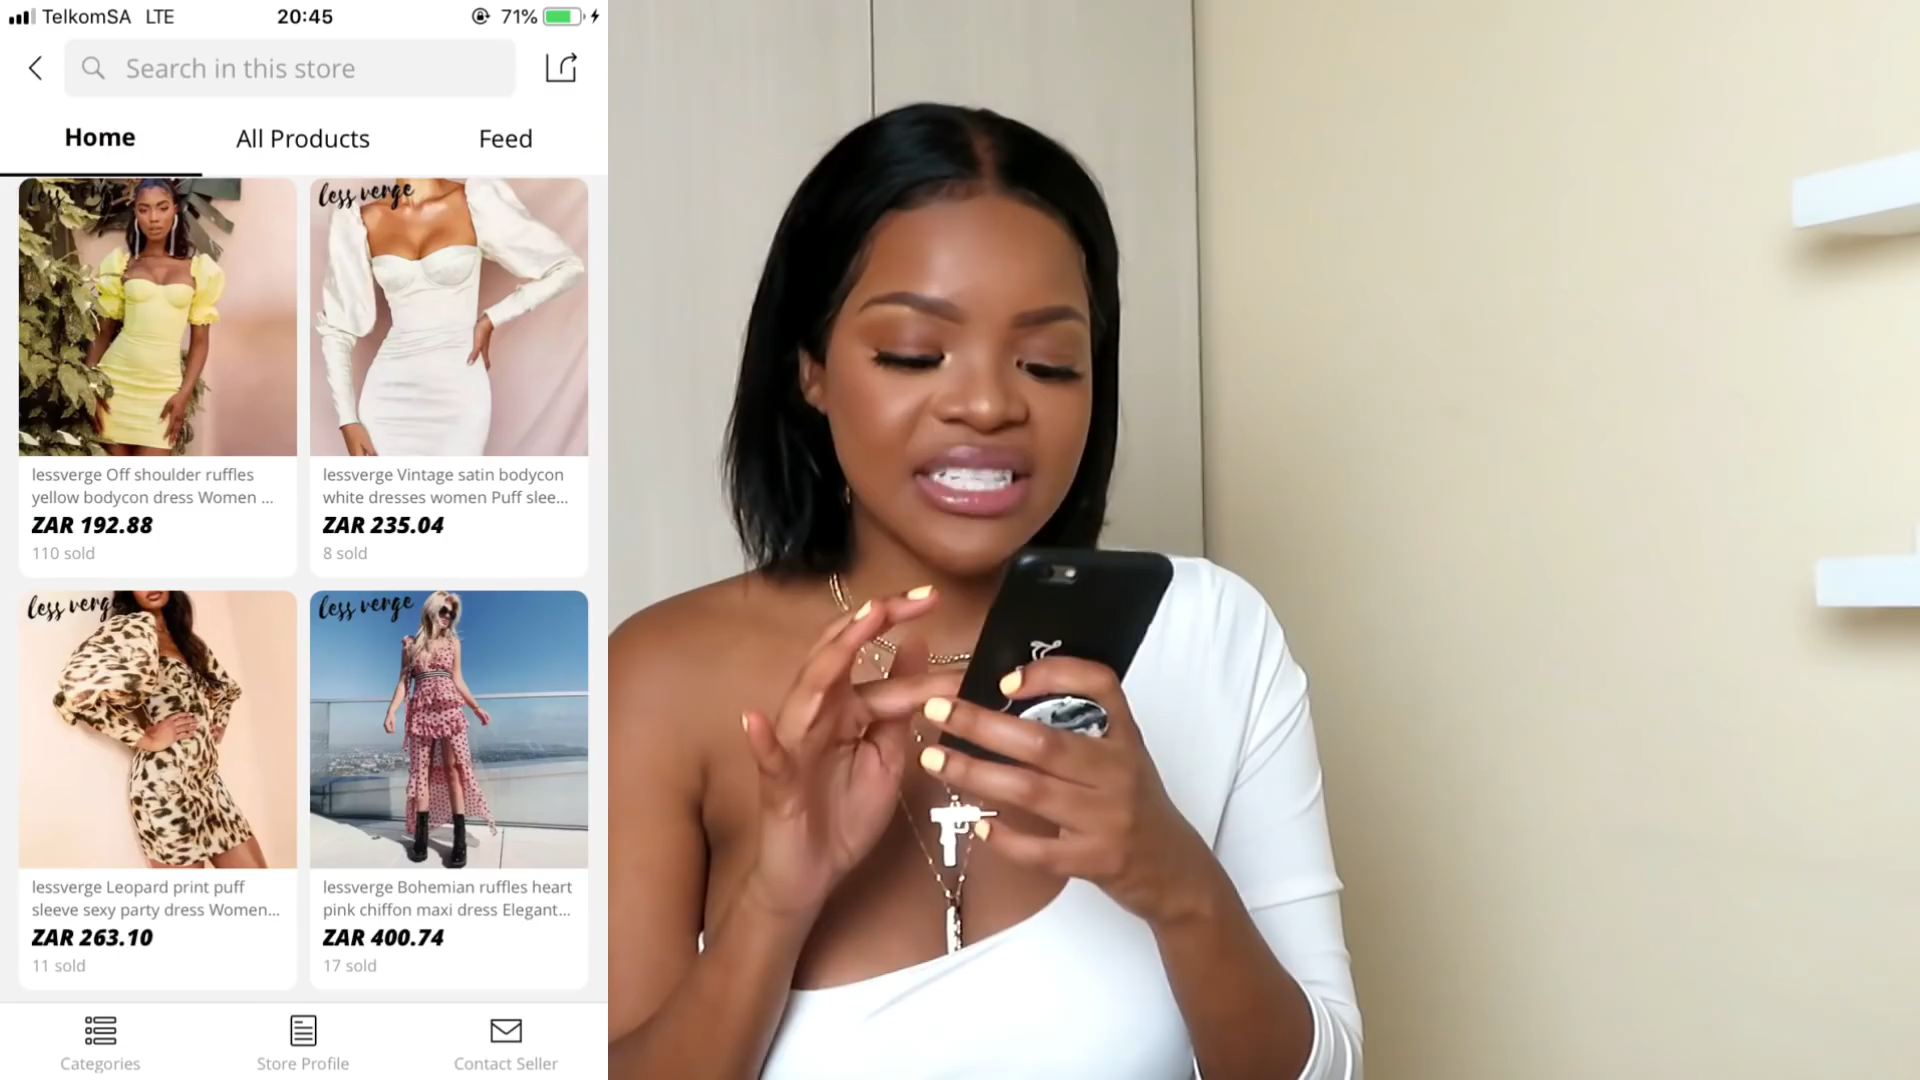 TelkomSA LTE 20:45 71%
Search in this store
Home All Products Feed
less verge
less verge
lessverge Off shoulder ruffles
yellow bodycon dress Women ...
ZAR 192.88
110 sold
lessverge Vintage satin bodycon
white dresses women Puff slee...
ZAR 235.04
8 sold
less verge
less verge
lessverge Leopard print puff
sleeve sexy party dress Women...
ZAR 263.10
11 sold
lessverge Bohemian ruffles heart
pink chiffon maxi dress Elegant...
ZAR 400.74
17 sold
Categories Store Profile Contact Seller